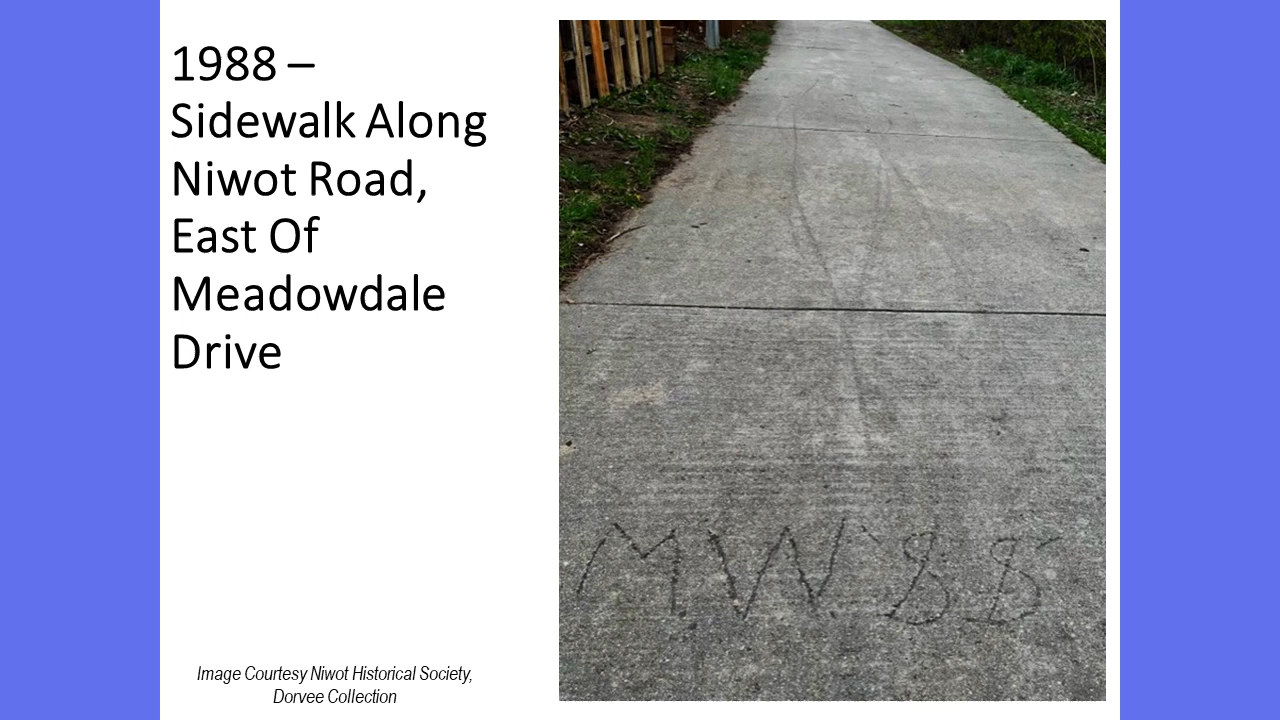 1988 –
Sidewalk Along
Niwot Road,
East Of
Meadowdale
Drive
MW'88
Image Courtesy Niwot Historical Society,
Dorvee Collection